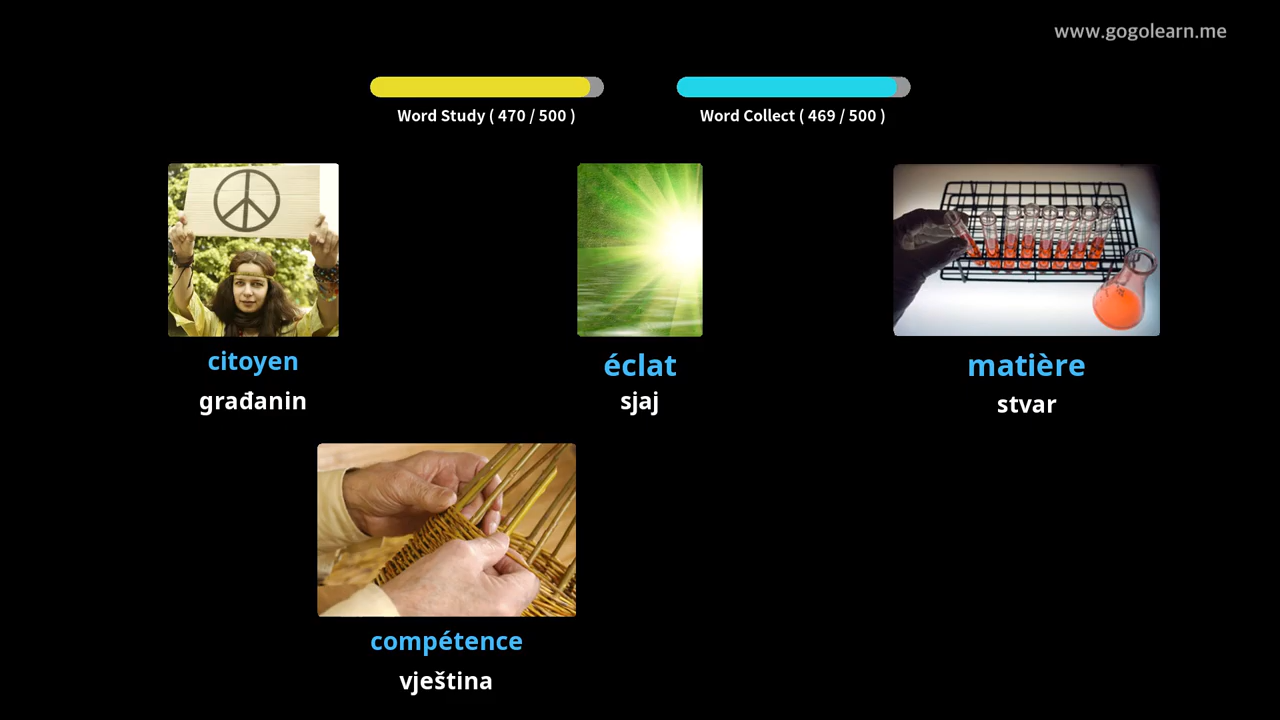 www.gogolearn.me
Word Study ( 470 / 500 )
Word Collect ( 469 / 500 )
citoyen
građanin
éclat
sjaj
matière
stvar
compétence
vještina